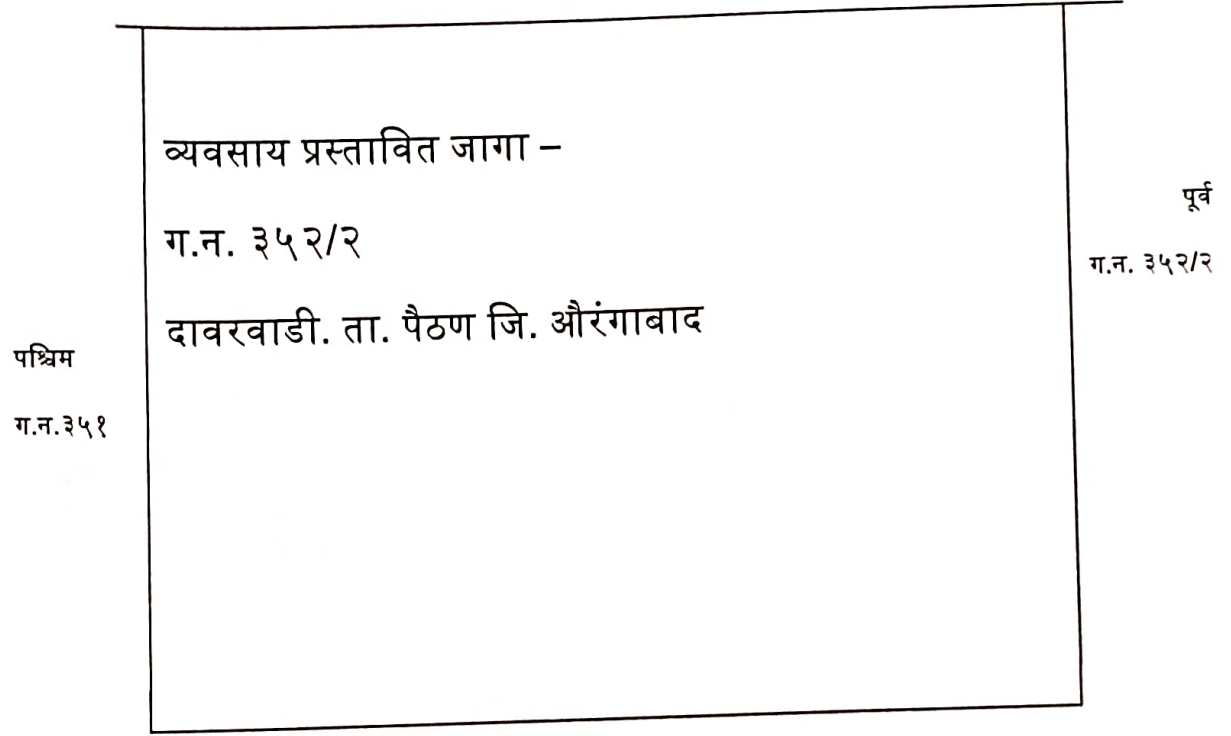 व्यवसाय प्रस्तावित जागा –
ग.न. ३५२/२
दावरवाडी. ता. पैठण जि. औरंगाबाद
पूर्व
ग.न. ३५२/२
पश्चिम
ग.न.३५१